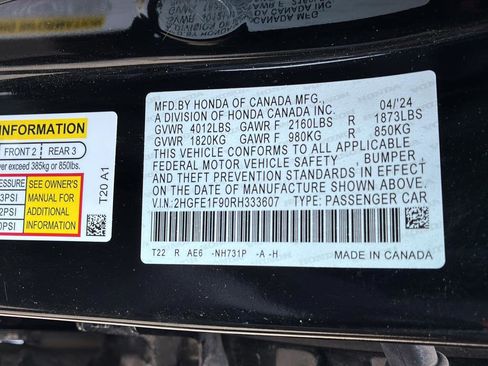 INFORMATION
FRONT 2 REAR 3
ver exceed 385kg or 850lbs.
SEE OWNER'S
MANUAL FOR
ADDITIONAL
INFORMATION
T20 A1
MFD.BY HONDA OF CANADA MFG.,
A DIVISION OF HONDA CANADA INC. 04/'24
GVWR 4012LBS GAWR F 2160LBS R 1873LBS
GVWR 1820KG GAWR F 980KG R 850KG
THIS VEHICLE CONFORMS TO ALL APPLICABLE
FEDERAL MOTOR VEHICLE SAFETY, BUMPER,
AND THEFT PREVENTION STANDARDS IN EFFECT
ON THE DATE OF MANUFACTURE SHOWN ABOVE.
V.I.N.:2HGFE1F90RH333607 TYPE: PASSENGER CAR
T22 R AE6 -NH731P -A -H
MADE IN CANADA